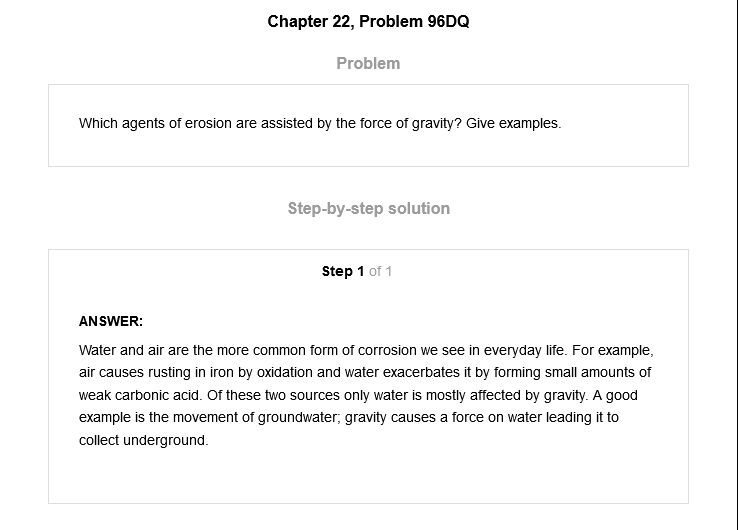 Chapter 22, Problem 96DQ
Problem
Which agents of erosion are assisted by the force of gravity? Give examples.
Step-by-step solution
Step 1 of 1
ANSWER:
Water and air are the more common form of corrosion we see in everyday life. For example,
air causes rusting in iron by oxidation and water exacerbates it by forming small amounts of
weak carbonic acid. Of these two sources only water is mostly affected by gravity. A good
example is the movement of groundwater; gravity causes a force on water leading it to
collect underground.